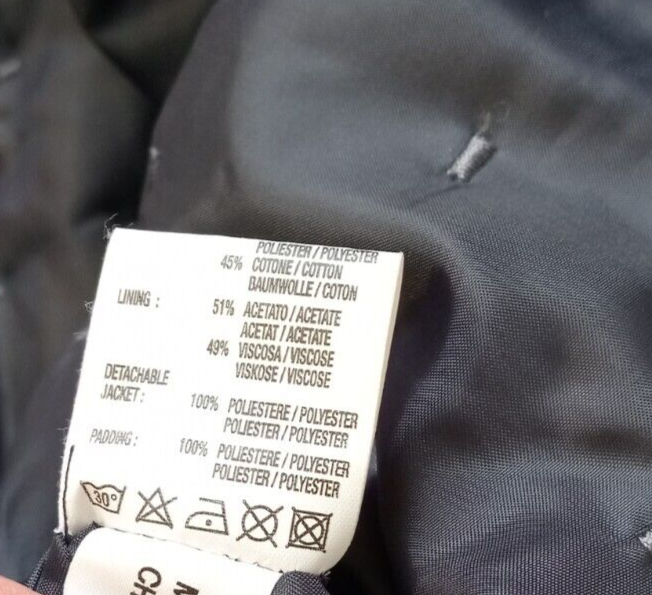 POLIESTER / POLYESTER
45% COTONE / COTTON
BAUMWOLLE / COTON
LINING : 51% ACETATO / ACETATE
ACETAT / ACETATE
49% VISCOSA / VISCOSE
VISKOSE / VISCOSE
DETACHABLE
JACKET : 100% POLIESTERE / POLYESTER
POLIESTER / POLYESTER
PADDING : 100% POLIESTERE / POLYESTER
POLIESTER / POLYESTER
30°
M
CH